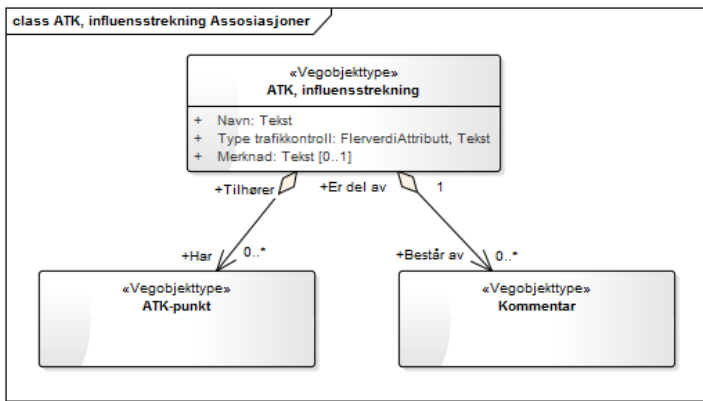 class ATK, influensstrekning Assosiasjoner
«Vegobjekttype»
ATK, influensstrekning
+ Navn: Tekst
+ Type trafikkontroll: FlerverdiAttributt, Tekst
+ Merknad: Tekst [0..1]
+Tilhører +Er del av 1
+Har 0..* +Består av 0..*
«Vegobjekttype»
ATK-punkt
«Vegobjekttype»
Kommentar